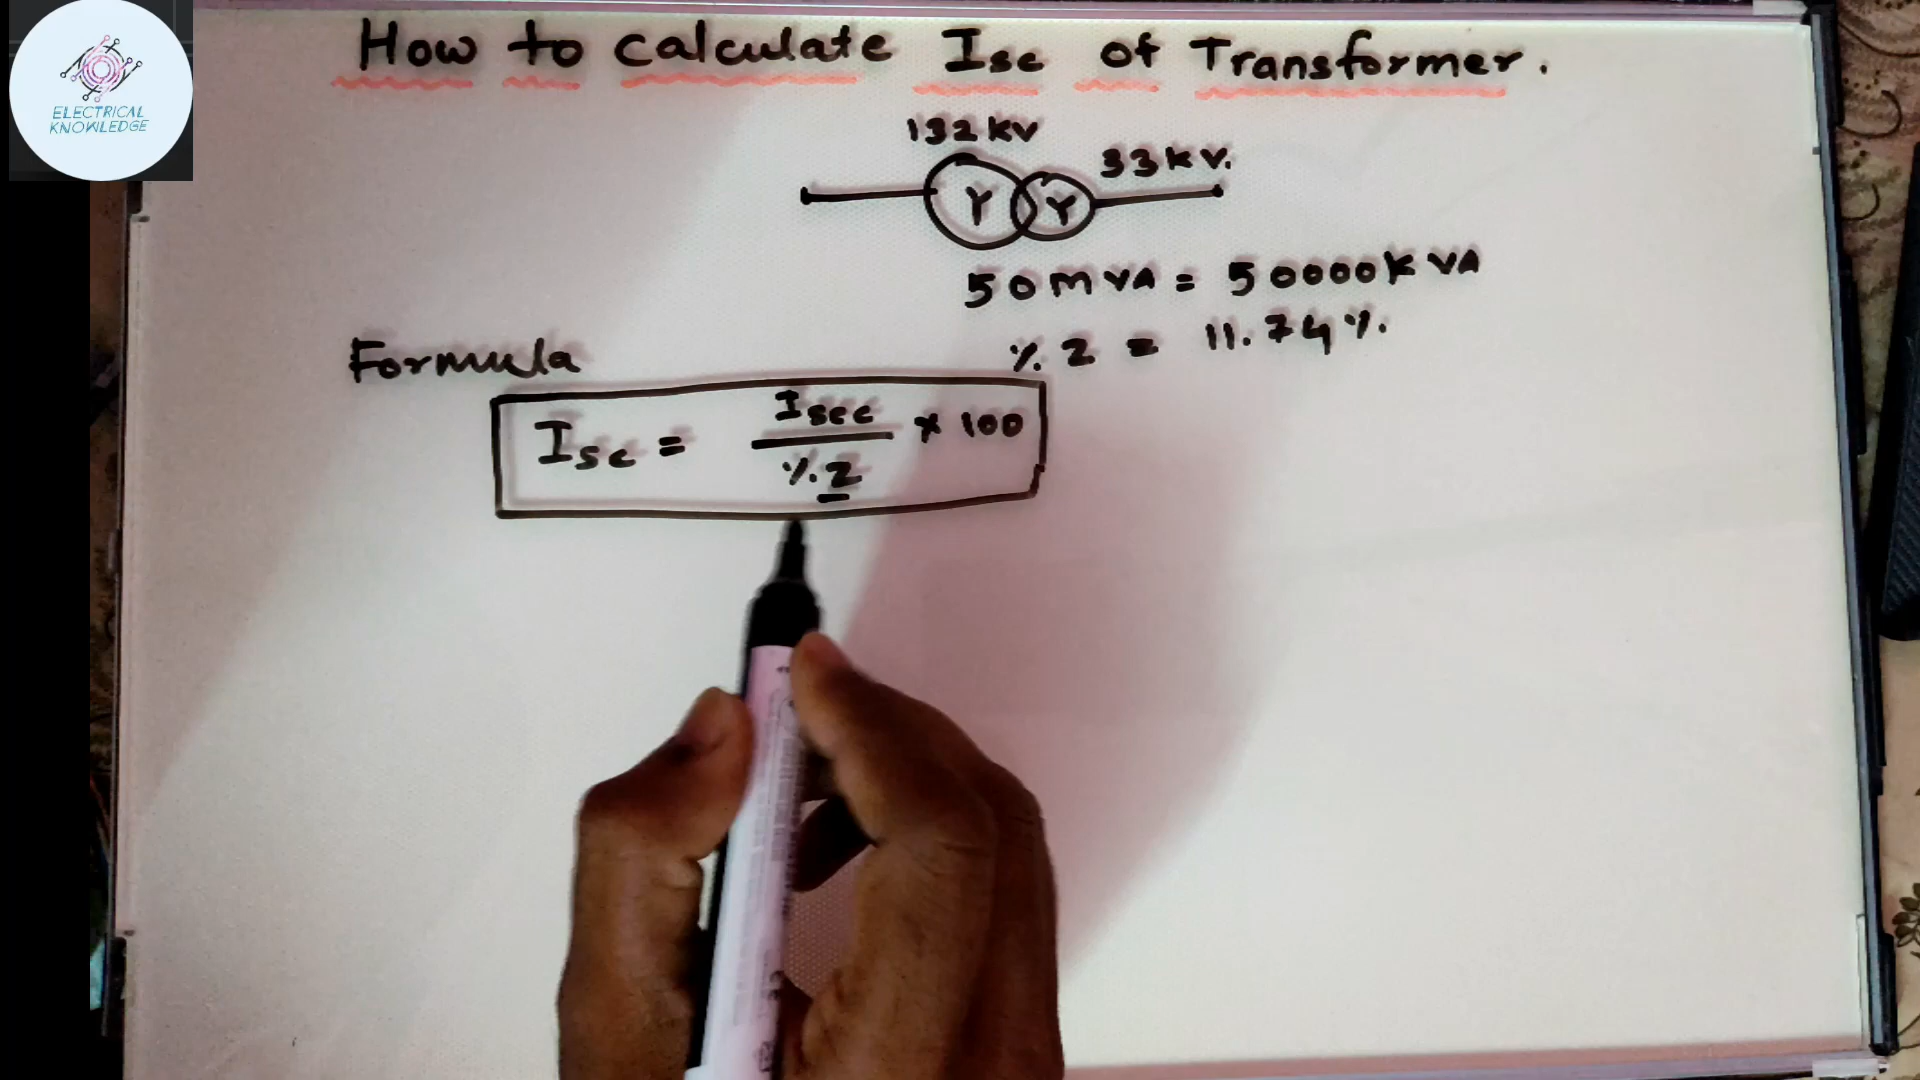 ELECTRICAL
KNOWLEDGE
How to calculate Isc of Transformer.
132 kv
33 kv.
Y Y
50 MVA = 50000 KVA
% Z = 11.74 %.
Formula
Isc = Isec / %Z × 100